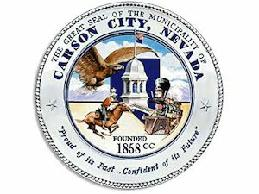 THE GREAT SEAL OF THE MUNICIPALITY OF
CARSON CITY, NEVADA
FOUNDED
1858 CC
"Proud of its Past...Confident of its Future"